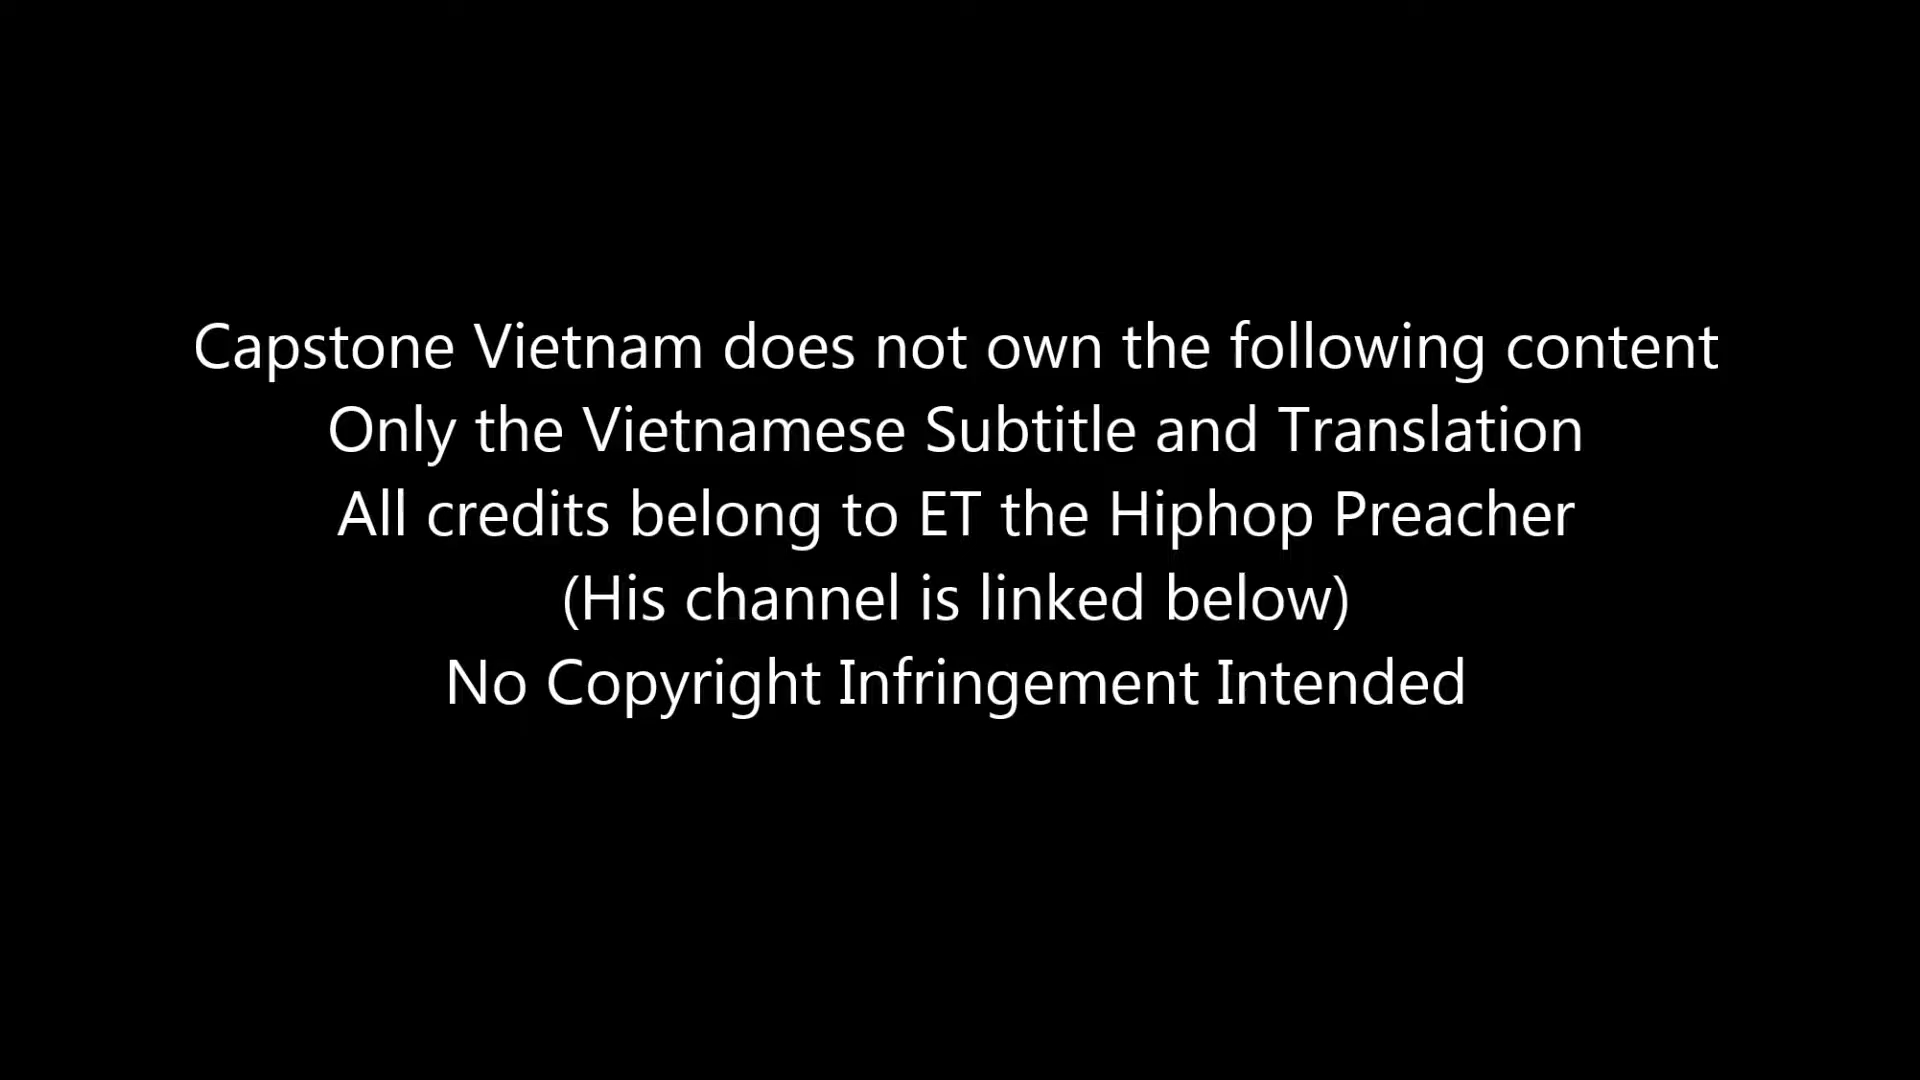 Capstone Vietnam does not own the following content
Only the Vietnamese Subtitle and Translation
All credits belong to ET the Hiphop Preacher
(His channel is linked below)
No Copyright Infringement Intended